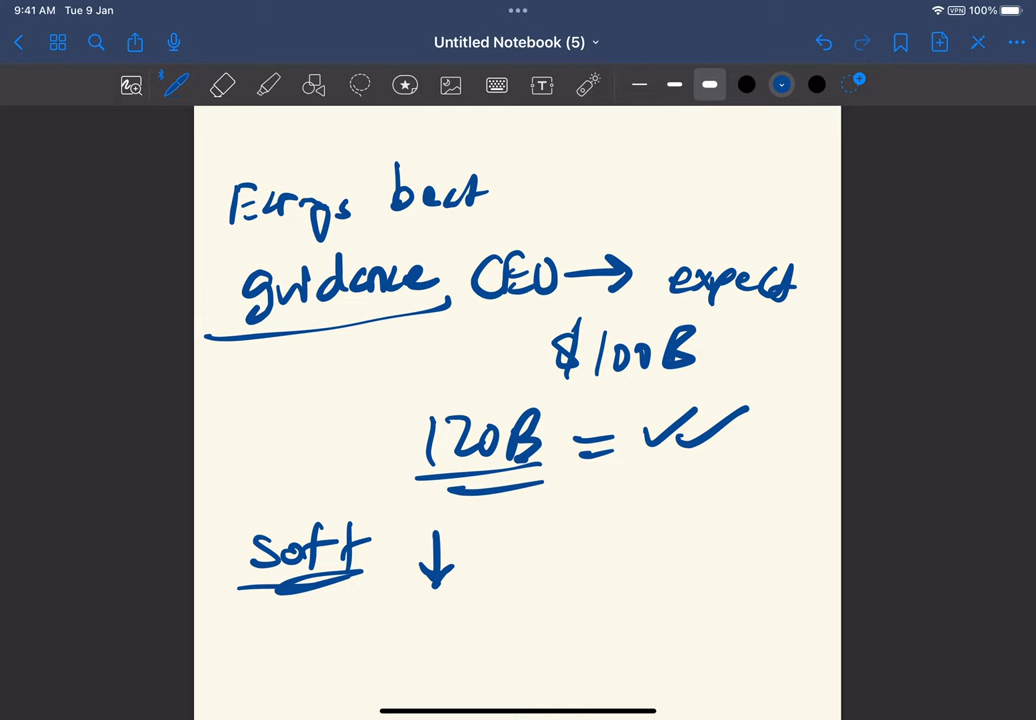 9:41 AM Tue 9 Jan
VPN 100%
Untitled Notebook (5)
T
beat
guidance, CEO → expect
$100B
120B = ✓✓
soft ↓